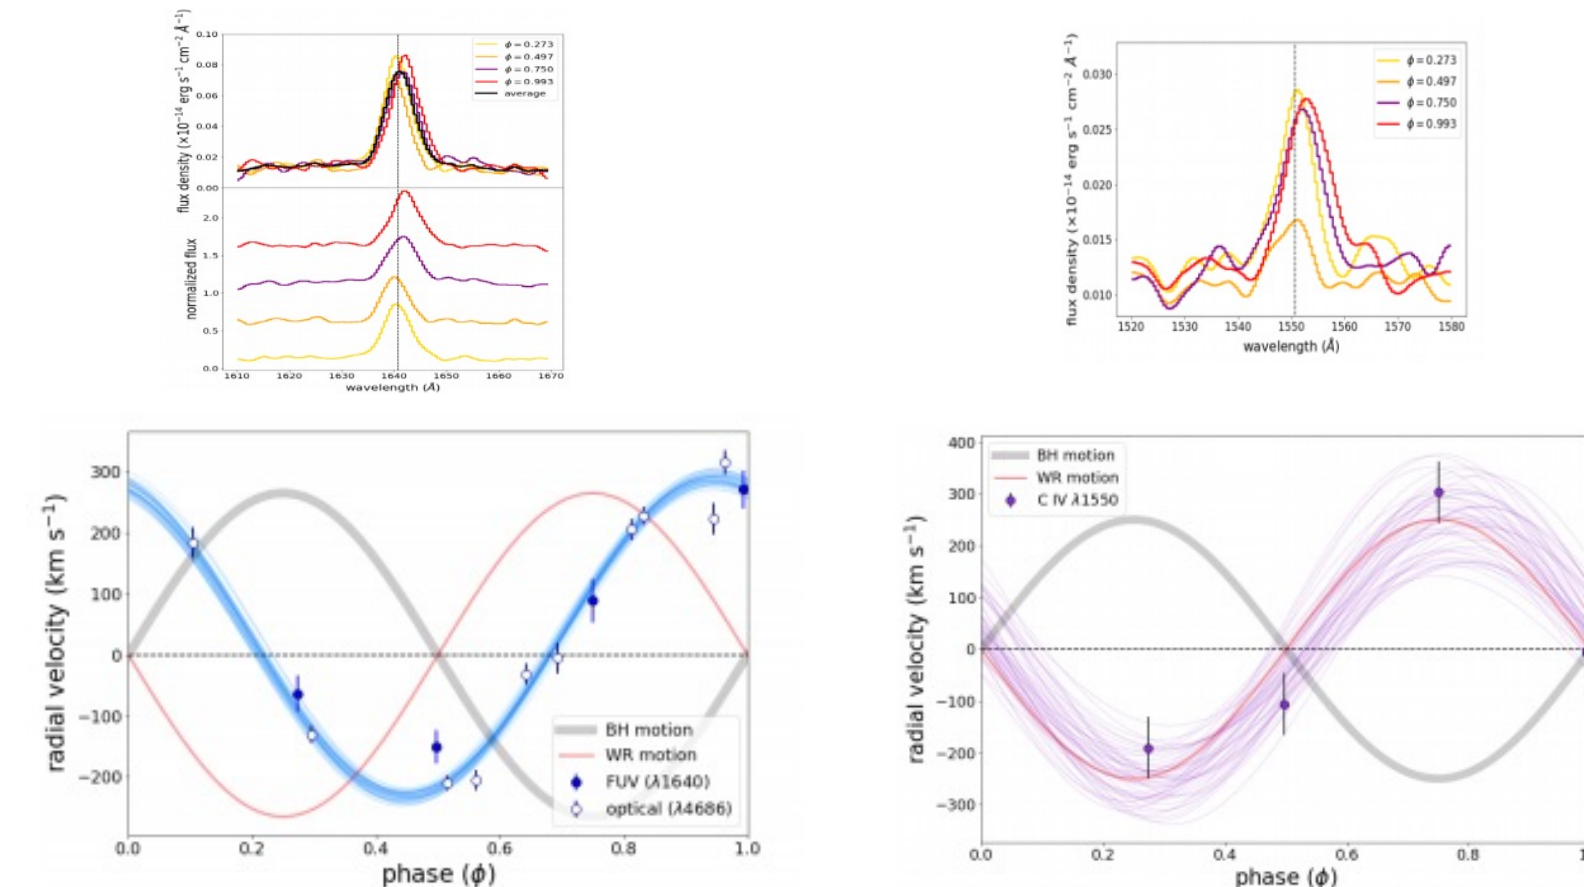 flux density (×10⁻¹⁴ erg s⁻¹ cm⁻² Å⁻¹)
0.10
0.08
0.06
0.04
0.02
0.00
ϕ = 0.273
ϕ = 0.497
ϕ = 0.750
ϕ = 0.993
average
normalized flux
2.0
1.5
1.0
0.5
0.0
1610 1620 1630 1640 1650 1660 1670
wavelength (Å)
flux density (×10⁻¹⁴ erg s⁻¹ cm⁻² Å⁻¹)
0.030
0.025
0.020
0.015
0.010
ϕ = 0.273
ϕ = 0.497
ϕ = 0.750
ϕ = 0.993
1520 1530 1540 1550 1560 1570 1580
wavelength (Å)
radial velocity (km s⁻¹)
300
200
100
0
−100
−200
BH motion
WR motion
FUV (λ1640)
optical (λ4686)
0.0 0.2 0.4 0.6 0.8 1.0
phase (ϕ)
radial velocity (km s⁻¹)
400
300
200
100
0
−100
−200
−300
BH motion
WR motion
C IV λ1550
0.0 0.2 0.4 0.6 0.8
phase (ϕ)